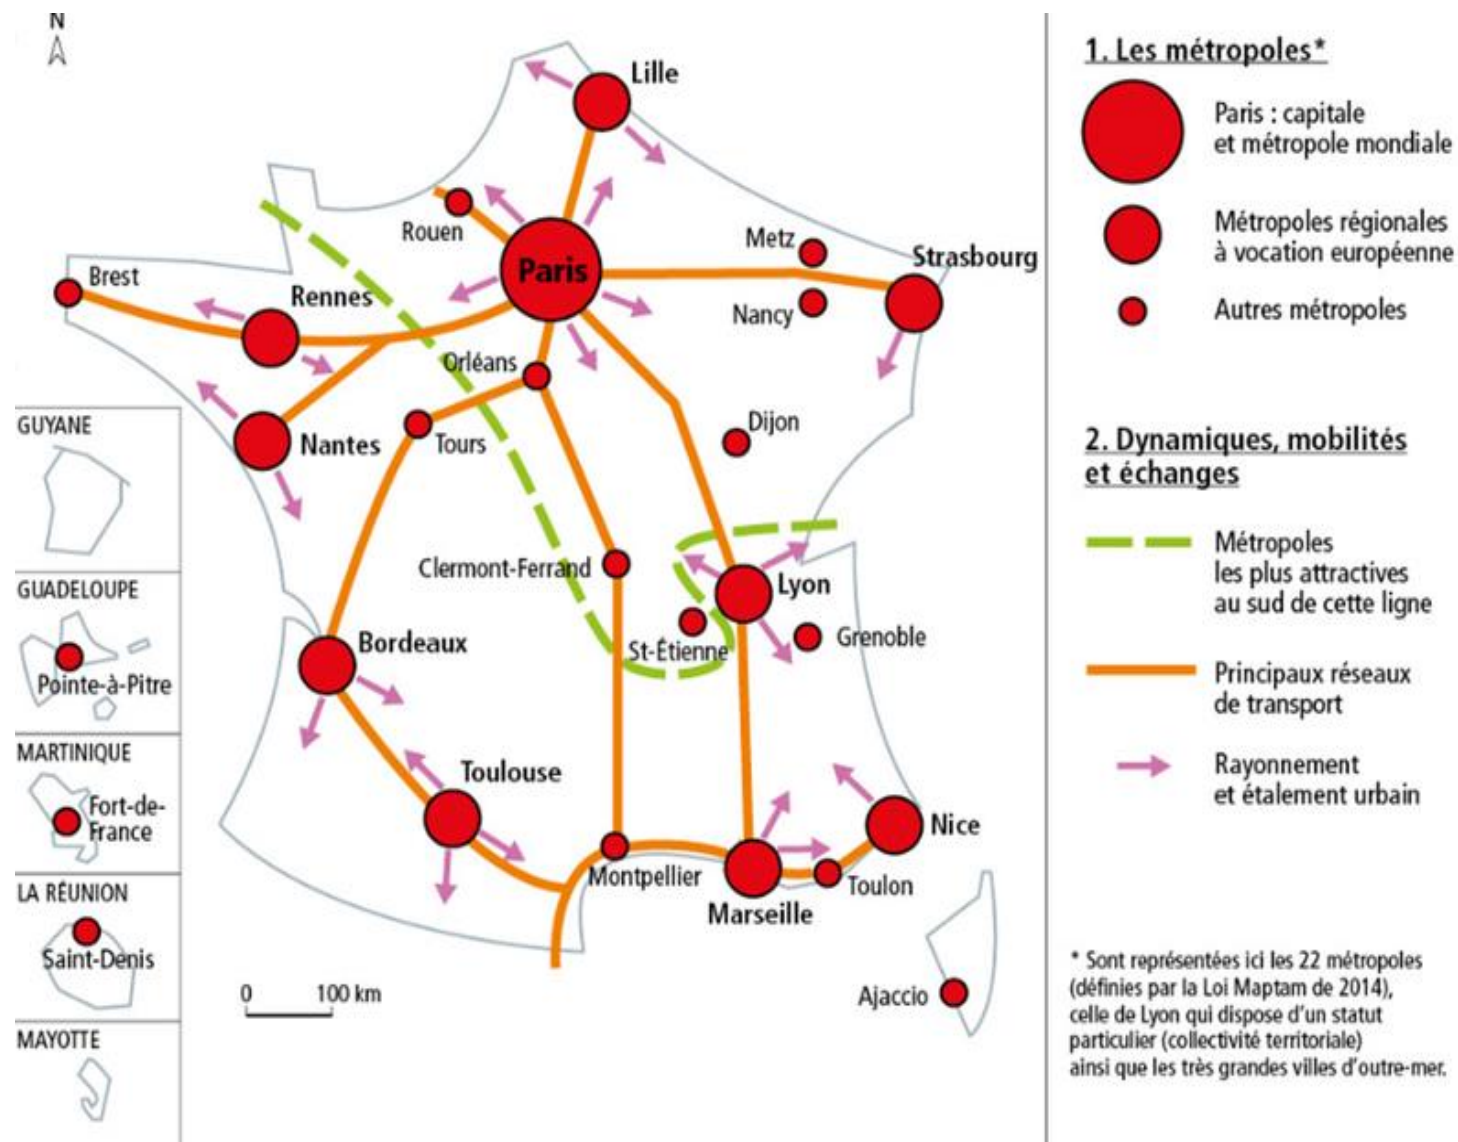 N
Lille
Rouen
Paris
Metz
Strasbourg
Nancy
Brest
Rennes
Orléans
Nantes
Tours
Dijon
Clermont-Ferrand
Lyon
St-Étienne
Grenoble
Bordeaux
Toulouse
Montpellier
Marseille
Toulon
Nice
Ajaccio
0 100 km
GUYANE
GUADELOUPE
Pointe-à-Pitre
MARTINIQUE
Fort-de-
France
LA RÉUNION
Saint-Denis
MAYOTTE
1. Les métropoles*
Paris : capitale
et métropole mondiale
Métropoles régionales
à vocation européenne
Autres métropoles
2. Dynamiques, mobilités
et échanges
Métropoles
les plus attractives
au sud de cette ligne
Principaux réseaux
de transport
Rayonnement
et étalement urbain
* Sont représentées ici les 22 métropoles
(définies par la Loi Maptam de 2014),
celle de Lyon qui dispose d'un statut
particulier (collectivité territoriale)
ainsi que les très grandes villes d'outre-mer.